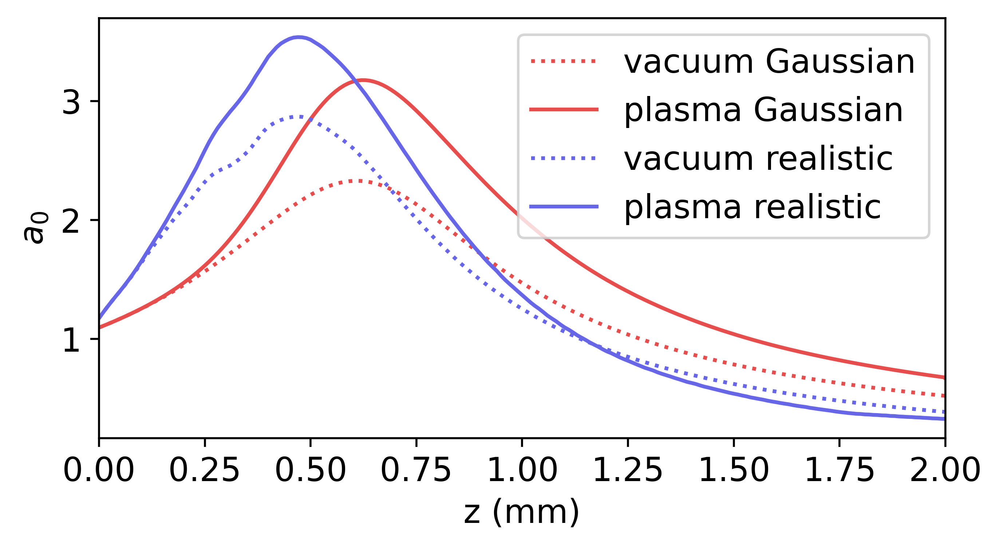 vacuum Gaussian
plasma Gaussian
vacuum realistic
plasma realistic
3
2
1
a₀
0.00 0.25 0.50 0.75 1.00 1.25 1.50 1.75 2.00
z (mm)